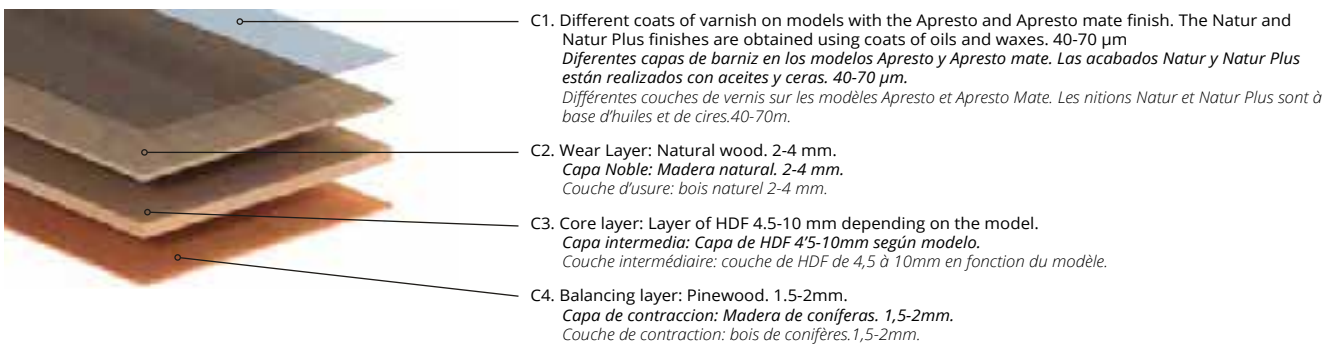 C1. Different coats of varnish on models with the Apresto and Apresto mate finish. The Natur and
Natur Plus finishes are obtained using coats of oils and waxes. 40-70 μm
Diferentes capas de barniz en los modelos Apresto y Apresto mate. Las acabados Natur y Natur Plus
están realizados con aceites y ceras. 40-70 μm.
Différentes couches de vernis sur les modèles Apresto et Apresto Mate. Les nitions Natur et Natur Plus sont à
base d'huiles et de cires.40-70m.
C2. Wear Layer: Natural wood. 2-4 mm.
Capa Noble: Madera natural. 2-4 mm.
Couche d'usure: bois naturel 2-4 mm.
C3. Core layer: Layer of HDF 4.5-10 mm depending on the model.
Capa intermedia: Capa de HDF 4'5-10mm según modelo.
Couche intermédiaire: couche de HDF de 4,5 à 10mm en fonction du modèle.
C4. Balancing layer: Pinewood. 1.5-2mm.
Capa de contraccion: Madera de coníferas. 1,5-2mm.
Couche de contraction: bois de conifères.1,5-2mm.